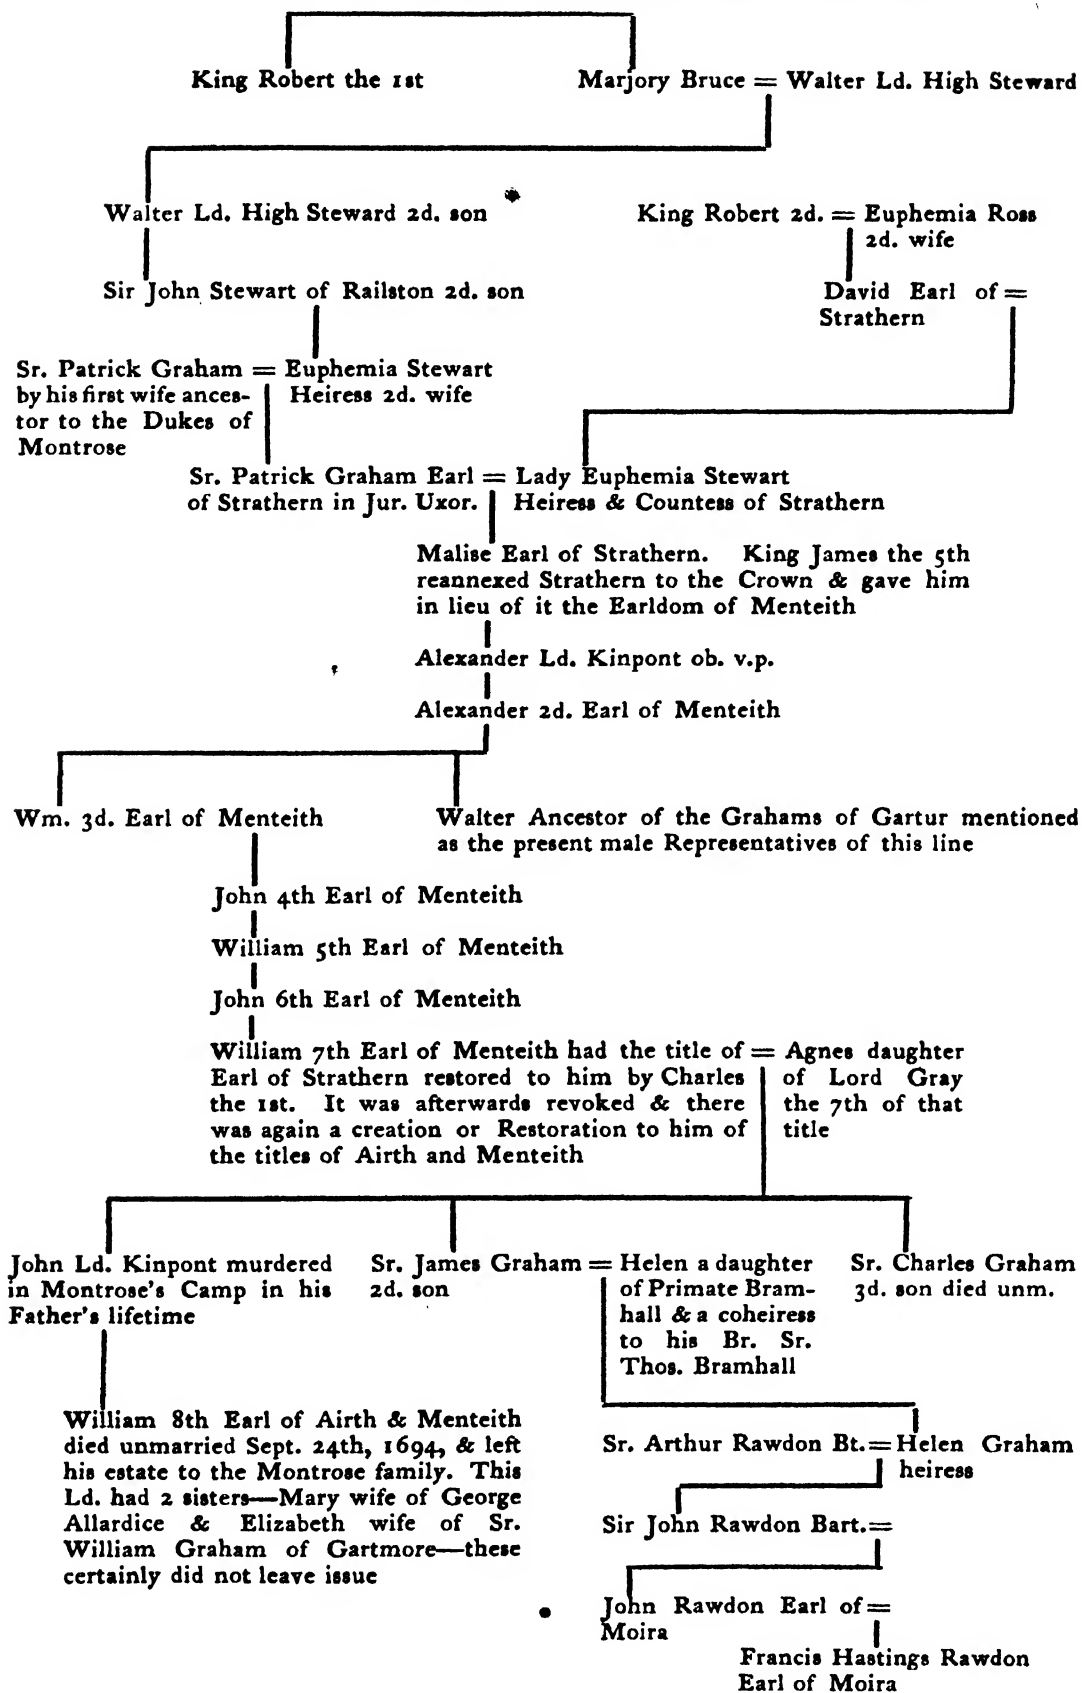 King Robert the 1st
Marjory Bruce = Walter Ld. High Steward
Walter Ld. High Steward 2d. son
King Robert 2d. = Euphemia Ross
2d. wife
Sir John Stewart of Railston 2d. son
David Earl of =
Strathern
Sr. Patrick Graham = Euphemia Stewart
by his first wife ances-
tor to the Dukes of
Montrose
Heiress 2d. wife
Sr. Patrick Graham Earl = Lady Euphemia Stewart
of Strathern in Jur. Uxor.
Heiress & Countess of Strathern
Malise Earl of Strathern. King James the 5th
reannexed Strathern to the Crown & gave him
in lieu of it the Earldom of Menteith
Alexander Ld. Kinpont ob. v.p.
Alexander 2d. Earl of Menteith
Wm. 3d. Earl of Menteith
Walter Ancestor of the Grahams of Gartur mentioned
as the present male Representatives of this line
John 4th Earl of Menteith
William 5th Earl of Menteith
John 6th Earl of Menteith
William 7th Earl of Menteith had the title of =
Earl of Strathern restored to him by Charles
the 1st. It was afterwards revoked & there
was again a creation or Restoration to him of
the titles of Airth and Menteith
Agnes daughter
of Lord Gray
the 7th of that
title
John Ld. Kinpont murdered
in Montrose's Camp in his
Father's lifetime
Sr. James Graham =
2d. son
Helen a daughter
of Primate Bram-
hall & a coheiress
to his Br. Sr.
Thos. Bramhall
Sr. Charles Graham
3d. son died unm.
William 8th Earl of Airth & Menteith
died unmarried Sept. 24th, 1694, & left
his estate to the Montrose family. This
Ld. had 2 sisters—Mary wife of George
Allardice & Elizabeth wife of Sr.
William Graham of Gartmore—these
certainly did not leave issue
Sr. Arthur Rawdon Bt. = Helen Graham
heiress
Sir John Rawdon Bart. =
John Rawdon Earl of =
Moira
Francis Hastings Rawdon
Earl of Moira